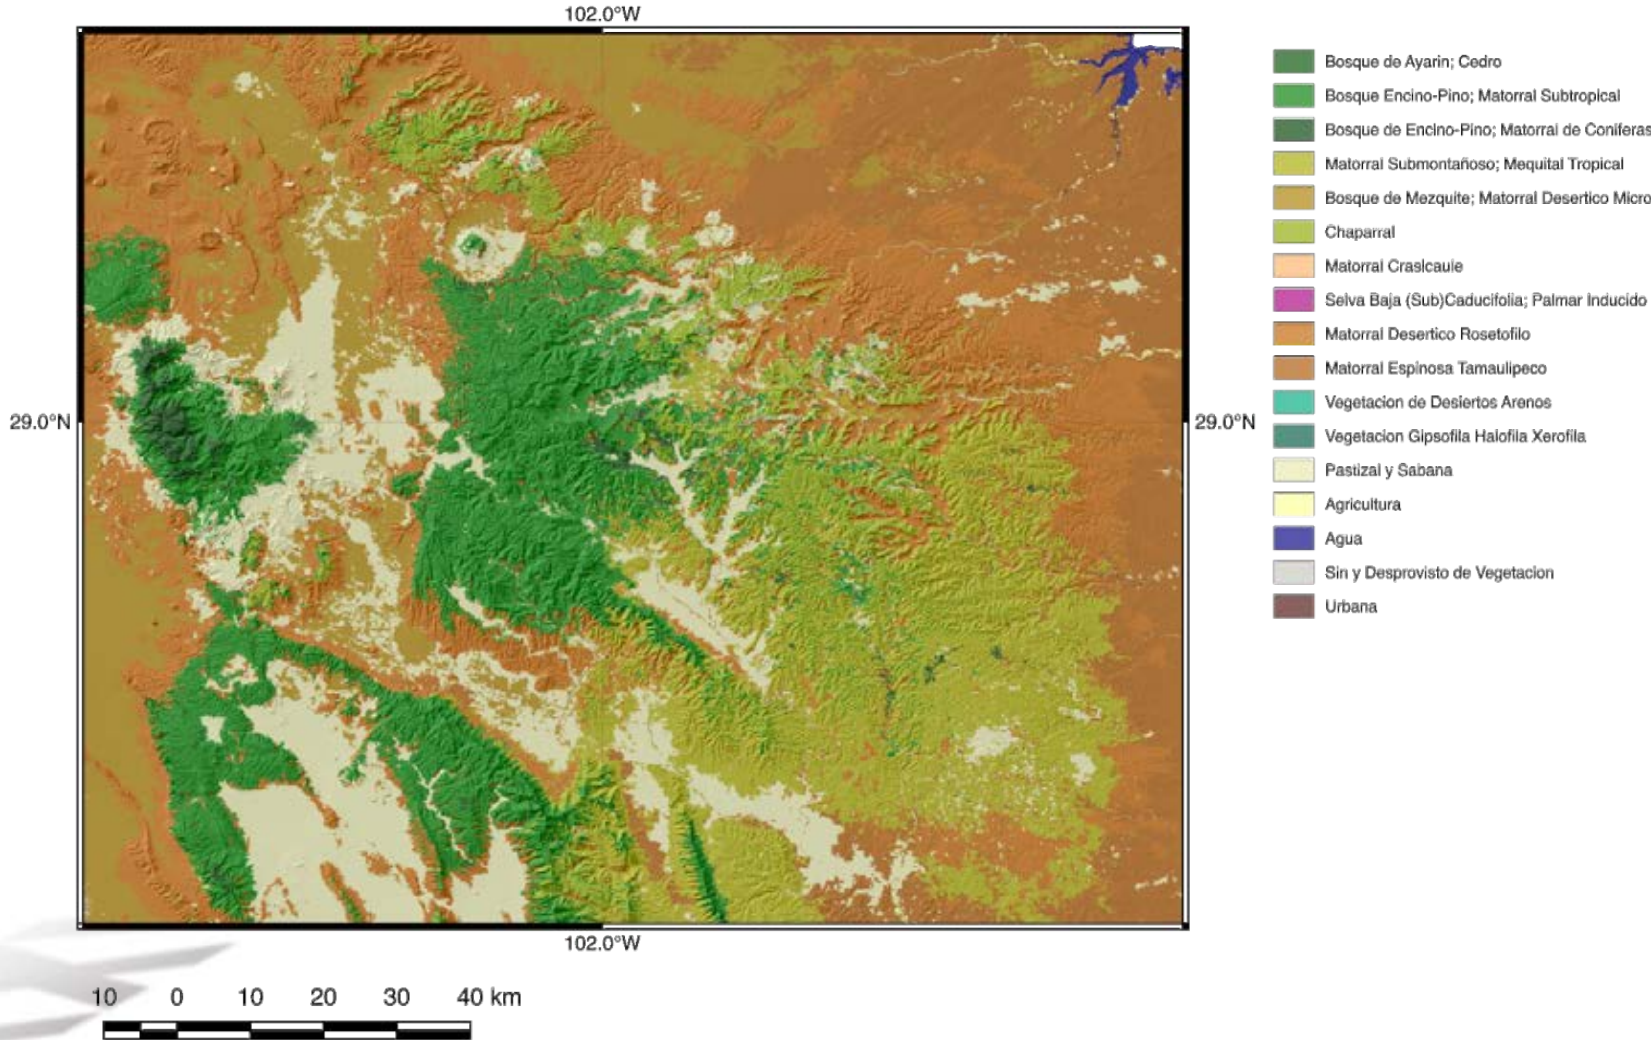 102.0°W
Bosque de Ayarin; Cedro
Bosque Encino-Pino; Matorral Subtropical
Bosque de Encino-Pino; Matorral de Coniferas
Matorral Submontañoso; Mequital Tropical
Bosque de Mezquite; Matorral Desertico Micro
Chaparral
Matorral Craslcauie
Selva Baja (Sub)Caducifolia; Palmar Inducido
Matorral Desertico Rosetofilo
Matorral Espinosa Tamaulipeco
Vegetacion de Desiertos Arenos
29.0°N 29.0°N
Vegetacion Gipsofila Halofila Xerofila
Pastizal y Sabana
Agricultura
Agua
Sin y Desprovisto de Vegetacion
Urbana
102.0°W
10 0 10 20 30 40 km